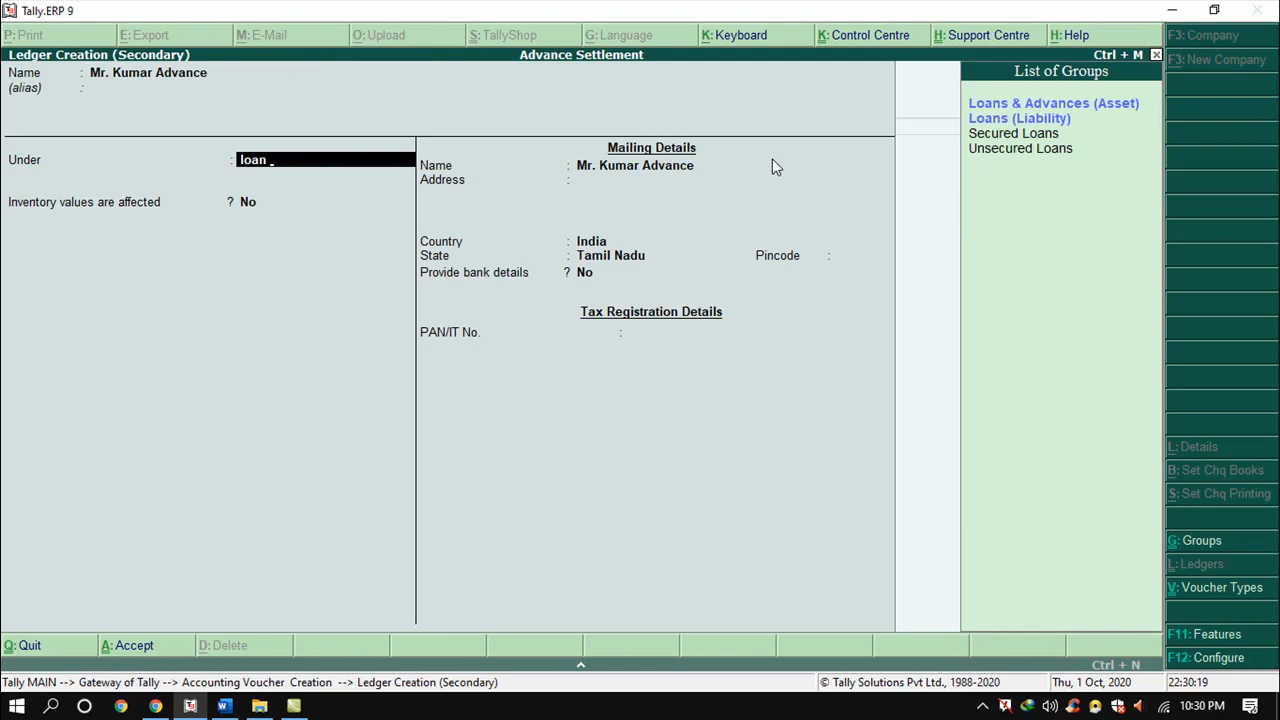 Tally.ERP 9
P: Print
E: Export
M: E-Mail
O: Upload
S: TallyShop
G: Language
K: Keyboard
K: Control Centre
H: Support Centre
H: Help
F3: Company
Ledger Creation (Secondary)
Advance Settlement
Ctrl + M
F3: New Company
Name : Mr. Kumar Advance
(alias) :
List of Groups
Loans & Advances (Asset)
Loans (Liability)
Secured Loans
Unsecured Loans
Under : loan _
Inventory values are affected ? No
Mailing Details
Name : Mr. Kumar Advance
Address :
Country : India
State : Tamil Nadu
Pincode :
Provide bank details ? No
Tax Registration Details
PAN/IT No. :
L: Details
B: Set Chq Books
S: Set Chq Printing
G: Groups
L: Ledgers
V: Voucher Types
F11: Features
F12: Configure
Q: Quit
A: Accept
D: Delete
Ctrl + N
Tally MAIN --> Gateway of Tally --> Accounting Voucher Creation --> Ledger Creation (Secondary)
© Tally Solutions Pvt Ltd., 1988-2020
Thu, 1 Oct, 2020
22:30:19
10:30 PM